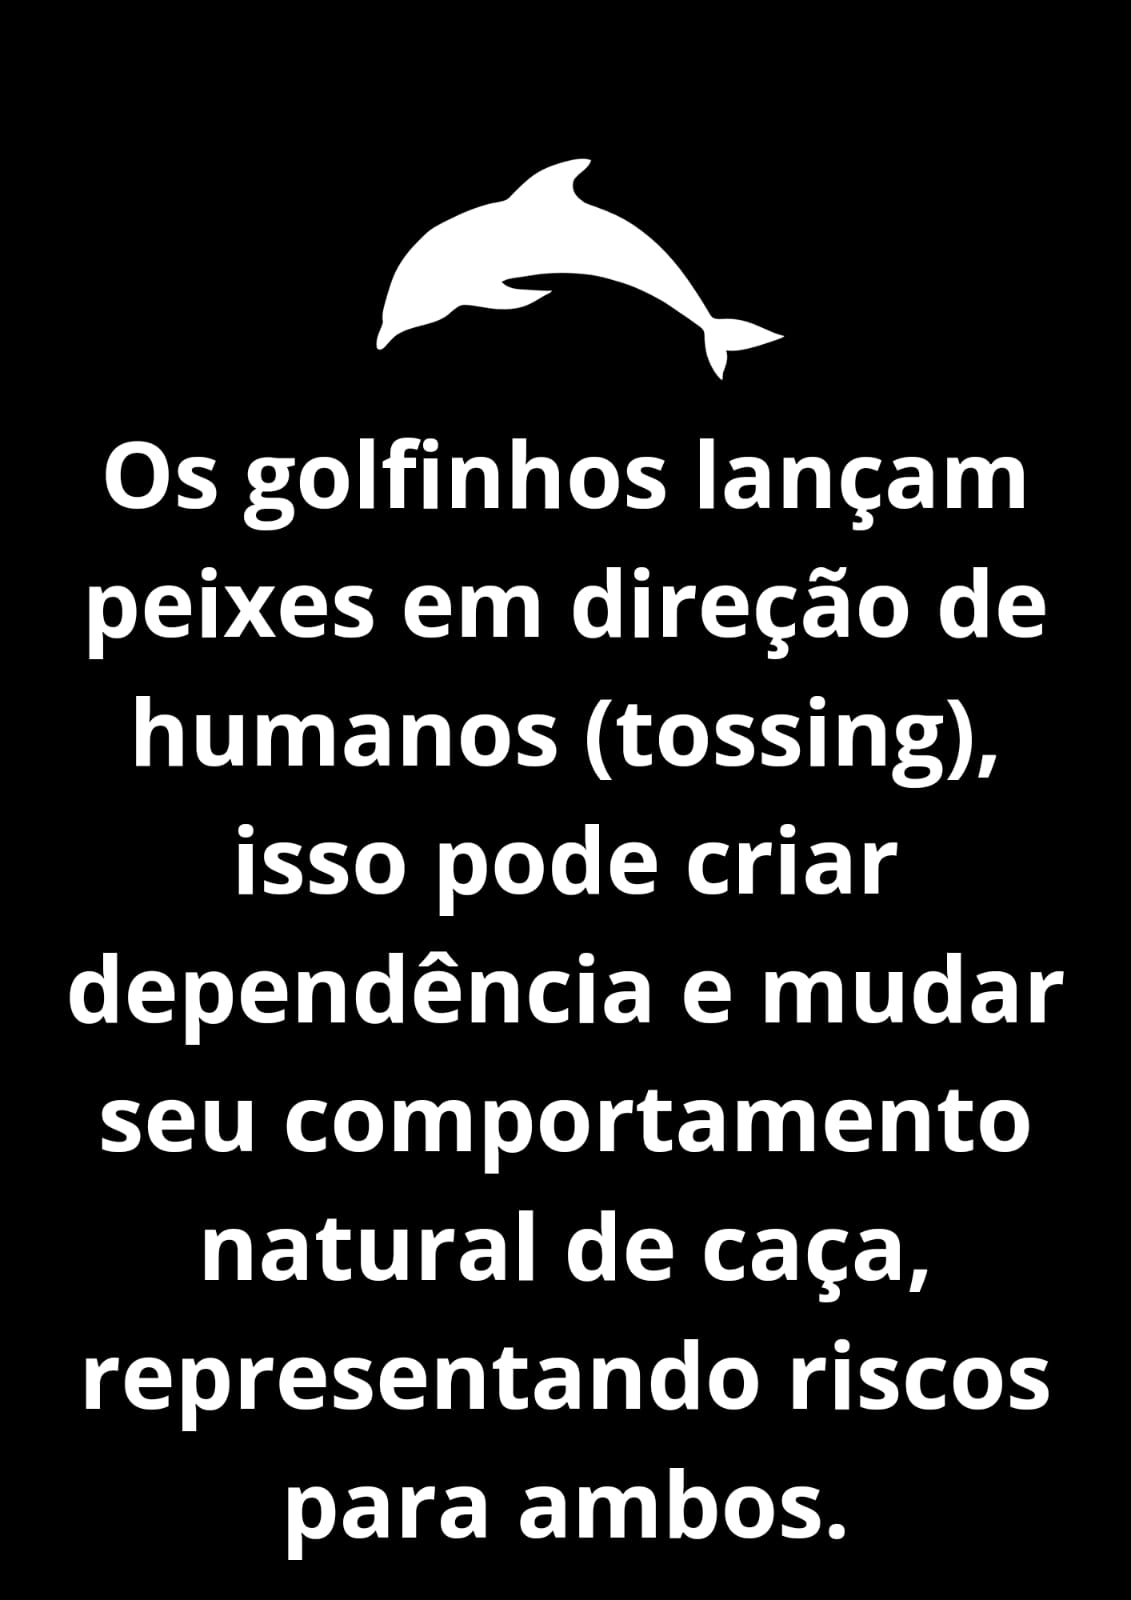 Os golfinhos lançam
peixes em direção de
humanos (tossing),
isso pode criar
dependência e mudar
seu comportamento
natural de caça,
representando riscos
para ambos.